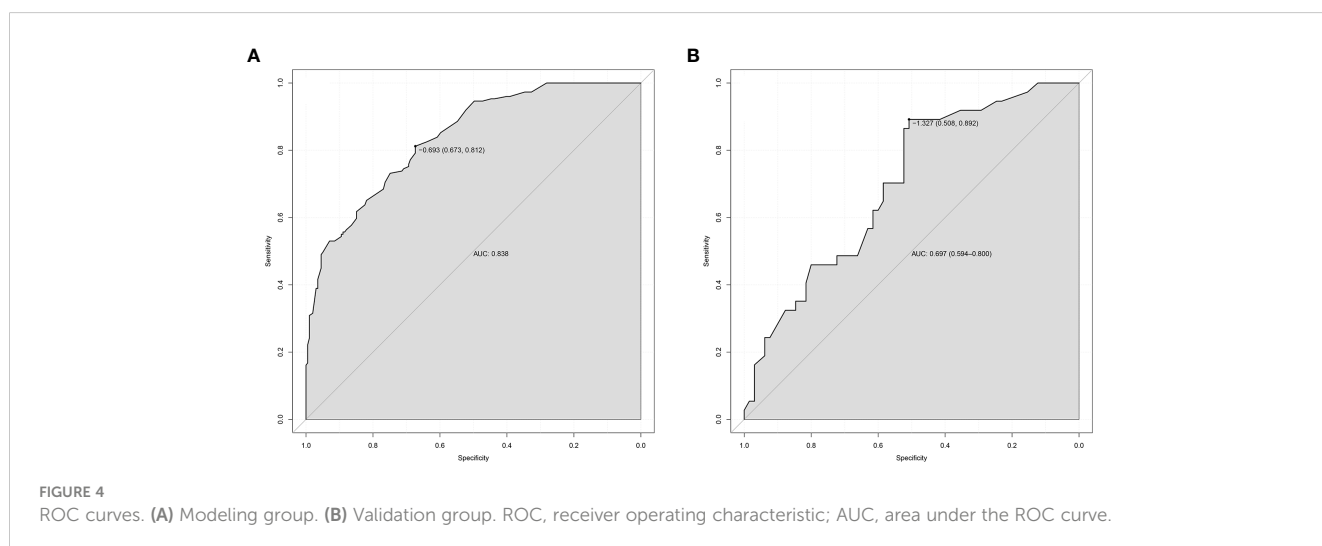 A
B
1.0
0.8
0.6
0.4
0.2
0.0
Sensitivity
−0.693 (0.673, 0.812)
AUC: 0.838
1.0 0.8 0.6 0.4 0.2 0.0
Specificity
1.0
0.8
0.6
0.4
0.2
0.0
Sensitivity
−1.327 (0.508, 0.892)
AUC: 0.697 (0.594–0.800)
1.0 0.8 0.6 0.4 0.2 0.0
Specificity
FIGURE 4
ROC curves. (A) Modeling group. (B) Validation group. ROC, receiver operating characteristic; AUC, area under the ROC curve.